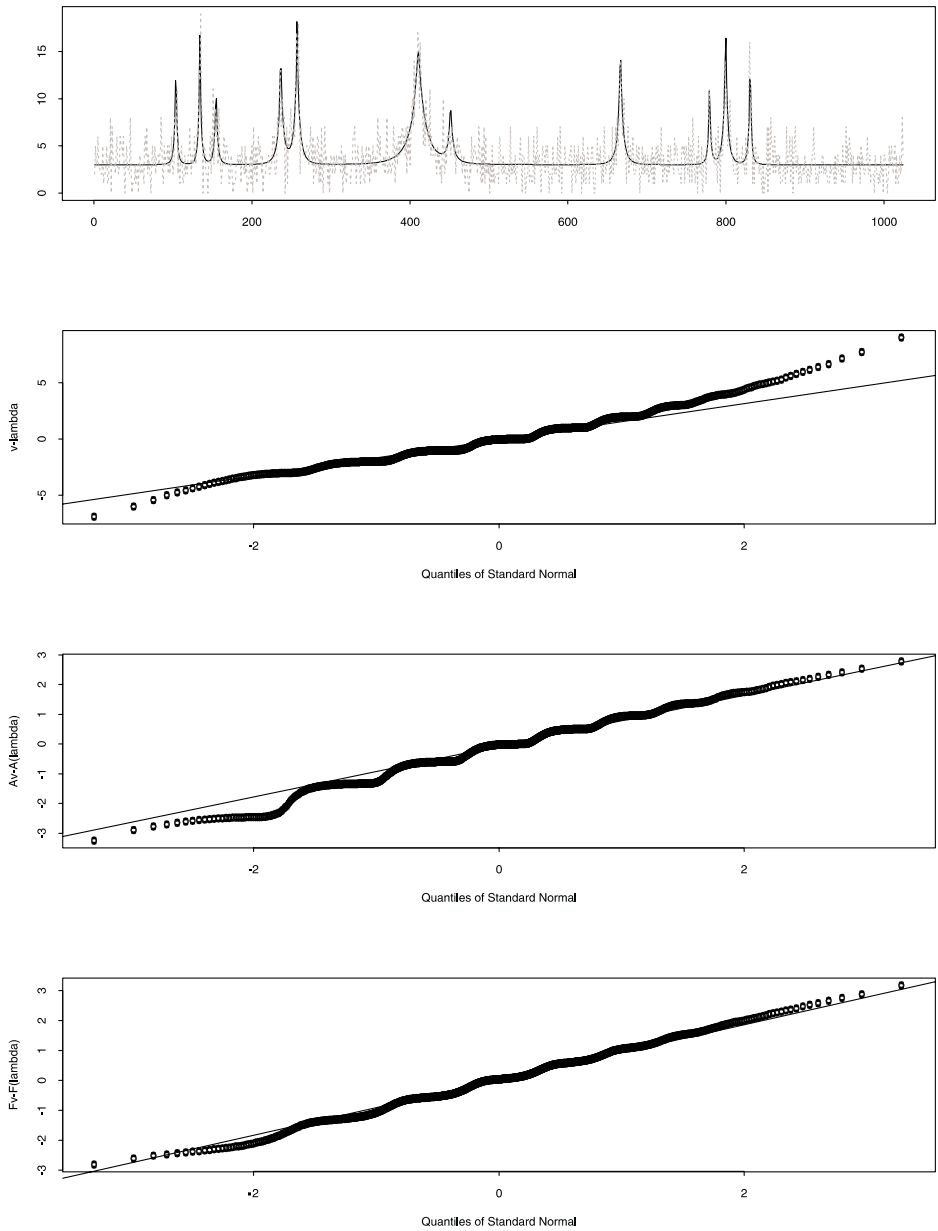 15
10
5
0
0 200 400 600 800 1000
5
0
-5
v-lambda
-2 0 2
Quantiles of Standard Normal
3
2
1
0
-1
-2
-3
Av-A(lambda)
-2 0 2
Quantiles of Standard Normal
3
2
1
0
-1
-2
-3
Fv-F(lambda)
-2 0 2
Quantiles of Standard Normal